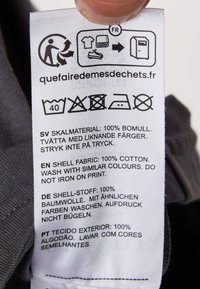 FR
quefairedemesdechets.fr
40
SV SKALMATERIAL: 100% BOMULL.
TVÄTTA MED LIKNANDE FÄRGER.
STRYK INTE PÅ TRYCK.
EN SHELL FABRIC: 100% COTTON.
WASH WITH SIMILAR COLOURS. DO
NOT IRON ON PRINT.
DE SHELL-STOFF: 100%
BAUMWOLLE. MIT ÄHNLICHEN
FARBEN WASCHEN. AUFDRUCK
NICHT BÜGELN.
PT TECIDO EXTERIOR: 100%
ALGODÃO. LAVAR COM CORES
SEMELHANTES.